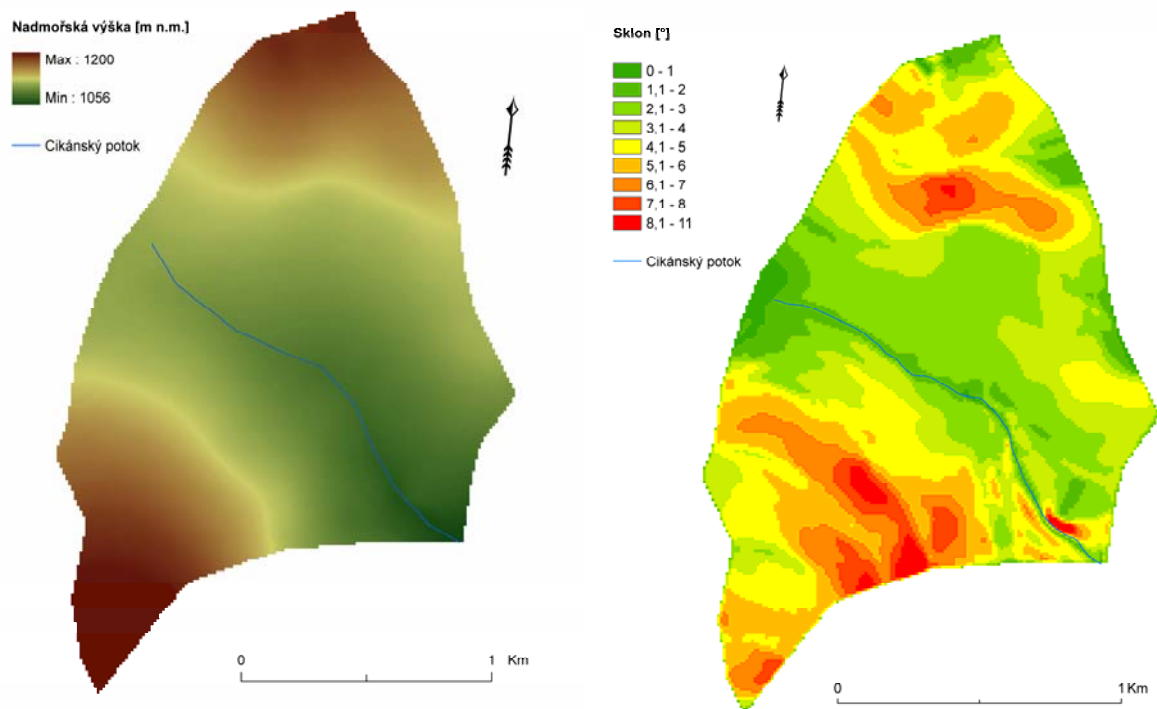 Nadmořská výška [m n.m.]
Max : 1200
Min : 1056
Cikánský potok
0 1 Km
Sklon [°]
0 - 1
1,1 - 2
2,1 - 3
3,1 - 4
4,1 - 5
5,1 - 6
6,1 - 7
7,1 - 8
8,1 - 11
Cikánský potok
0 1 Km